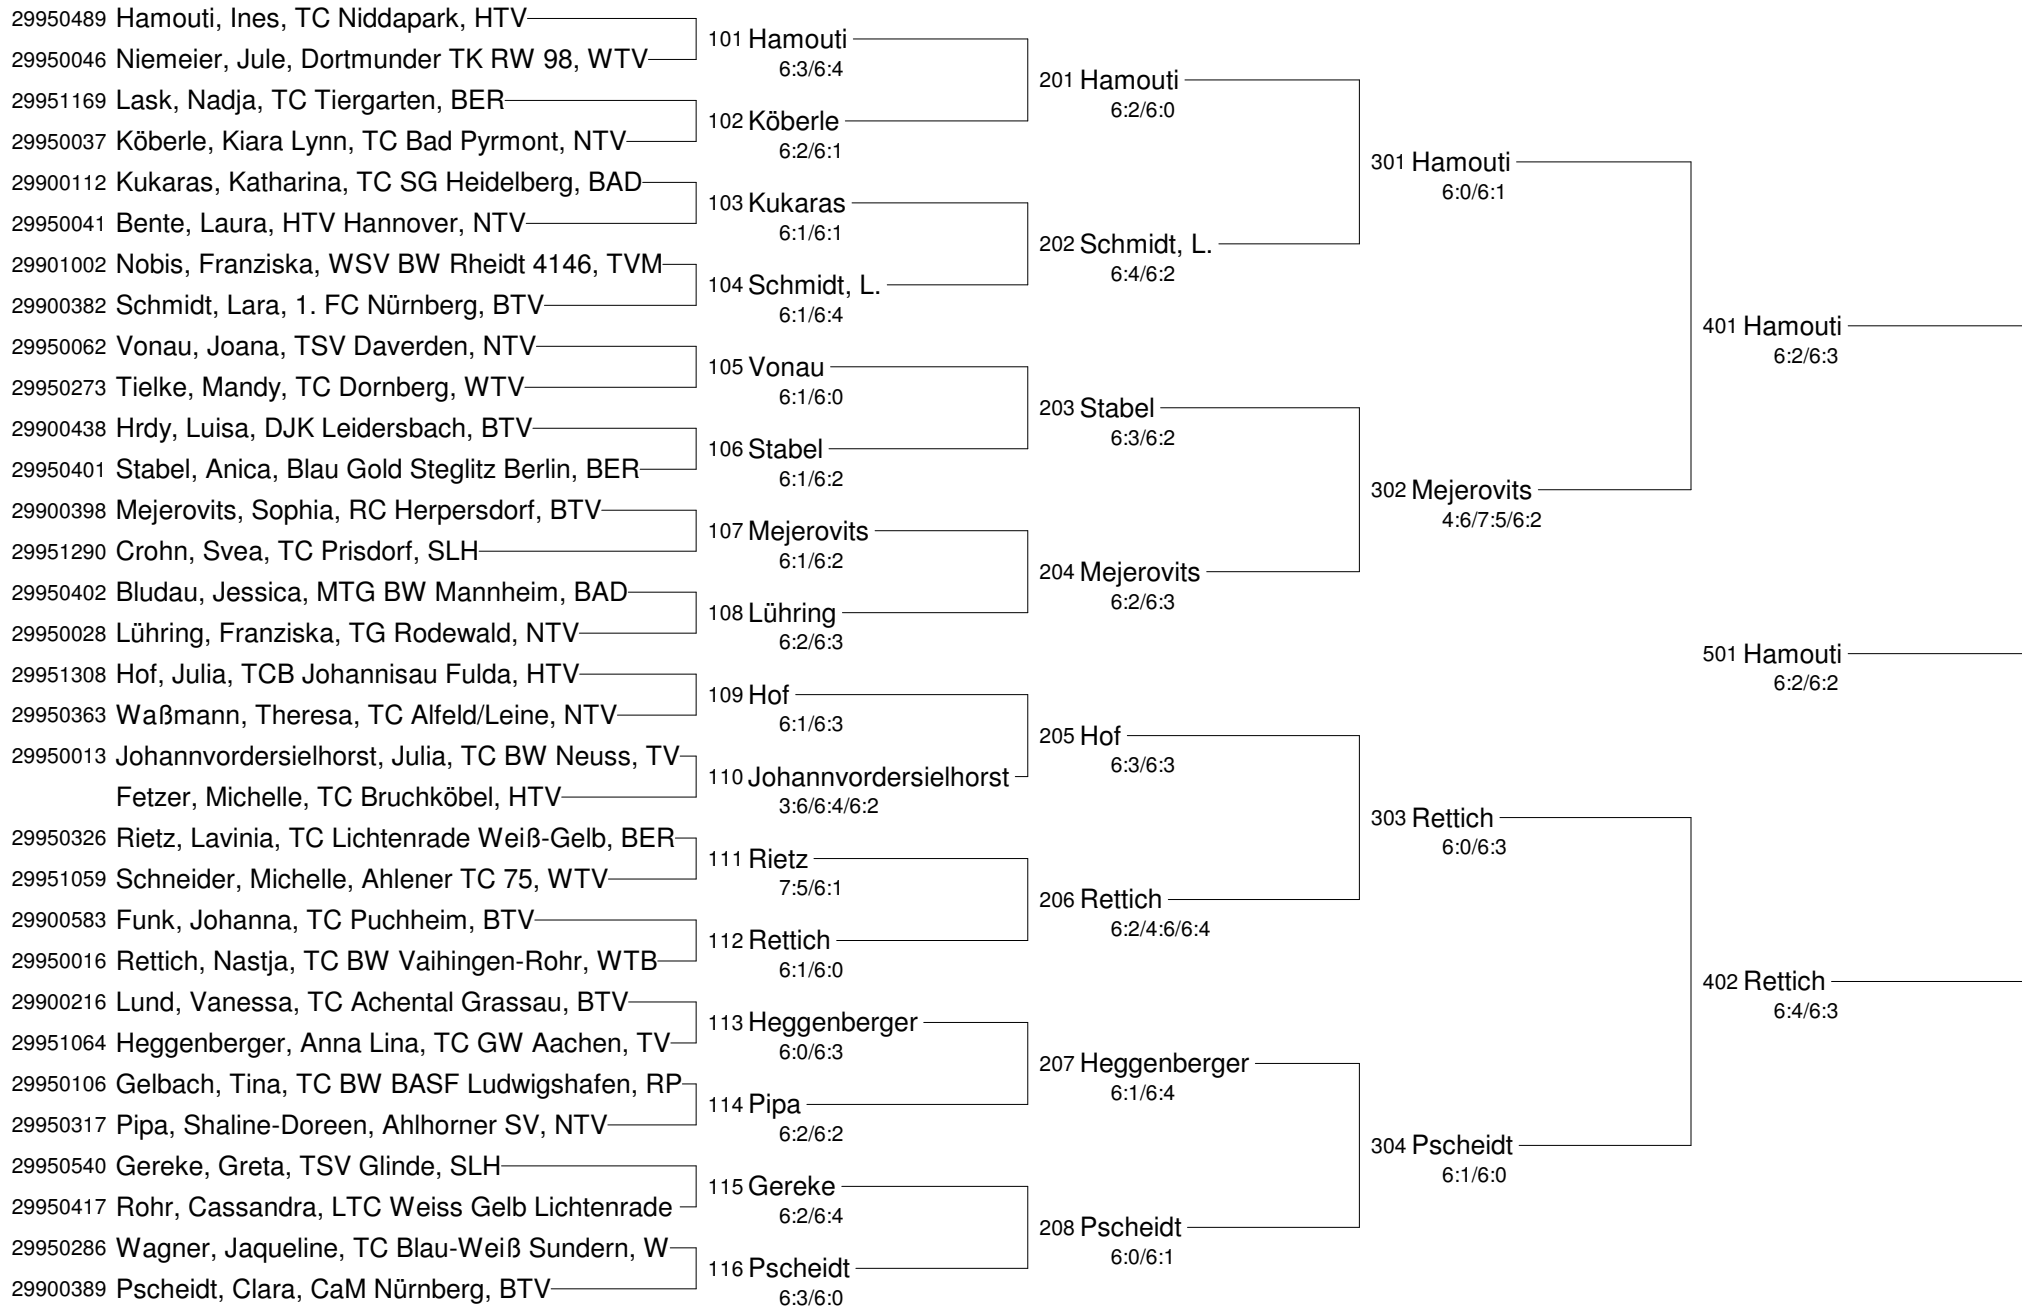 29950489 Hamouti, Ines, TC Niddapark, HTV
29950046 Niemeier, Jule, Dortmunder TK RW 98, WTV
29951169 Lask, Nadja, TC Tiergarten, BER
29950037 Köberle, Kiara Lynn, TC Bad Pyrmont, NTV
29900112 Kukaras, Katharina, TC SG Heidelberg, BAD
29950041 Bente, Laura, HTV Hannover, NTV
29901002 Nobis, Franziska, WSV BW Rheidt 4146, TVM
29900382 Schmidt, Lara, 1. FC Nürnberg, BTV
29950062 Vonau, Joana, TSV Daverden, NTV
29950273 Tielke, Mandy, TC Dornberg, WTV
29900438 Hrdy, Luisa, DJK Leidersbach, BTV
29950401 Stabel, Anica, Blau Gold Steglitz Berlin, BER
29900398 Mejerovits, Sophia, RC Herpersdorf, BTV
29951290 Crohn, Svea, TC Prisdorf, SLH
29950402 Bludau, Jessica, MTG BW Mannheim, BAD
29950028 Lühring, Franziska, TG Rodewald, NTV
29951308 Hof, Julia, TCB Johannisau Fulda, HTV
29950363 Waßmann, Theresa, TC Alfeld/Leine, NTV
29950013 Johannvordersielhorst, Julia, TC BW Neuss, TV
Fetzer, Michelle, TC Bruchköbel, HTV
29950326 Rietz, Lavinia, TC Lichtenrade Weiß-Gelb, BER
29951059 Schneider, Michelle, Ahlener TC 75, WTV
29900583 Funk, Johanna, TC Puchheim, BTV
29950016 Rettich, Nastja, TC BW Vaihingen-Rohr, WTB
29900216 Lund, Vanessa, TC Achental Grassau, BTV
29951064 Heggenberger, Anna Lina, TC GW Aachen, TV
29950106 Gelbach, Tina, TC BW BASF Ludwigshafen, RP
29950317 Pipa, Shaline-Doreen, Ahlhorner SV, NTV
29950540 Gereke, Greta, TSV Glinde, SLH
29950417 Rohr, Cassandra, LTC Weiss Gelb Lichtenrade
29950286 Wagner, Jaqueline, TC Blau-Weiß Sundern, W
29900389 Pscheidt, Clara, CaM Nürnberg, BTV
101 Hamouti
6:3/6:4
102 Köberle
6:2/6:1
103 Kukaras
6:1/6:1
104 Schmidt, L.
6:1/6:4
105 Vonau
6:1/6:0
106 Stabel
6:1/6:2
107 Mejerovits
6:1/6:2
108 Lühring
6:2/6:3
109 Hof
6:1/6:3
110 Johannvordersielhorst
3:6/6:4/6:2
111 Rietz
7:5/6:1
112 Rettich
6:1/6:0
113 Heggenberger
6:0/6:3
114 Pipa
6:2/6:2
115 Gereke
6:2/6:4
116 Pscheidt
6:3/6:0
201 Hamouti
6:2/6:0
202 Schmidt, L.
6:4/6:2
203 Stabel
6:3/6:2
204 Mejerovits
6:2/6:3
205 Hof
6:3/6:3
206 Rettich
6:2/4:6/6:4
207 Heggenberger
6:1/6:4
208 Pscheidt
6:0/6:1
301 Hamouti
6:0/6:1
302 Mejerovits
4:6/7:5/6:2
303 Rettich
6:0/6:3
304 Pscheidt
6:1/6:0
401 Hamouti
6:2/6:3
501 Hamouti
6:2/6:2
402 Rettich
6:4/6:3